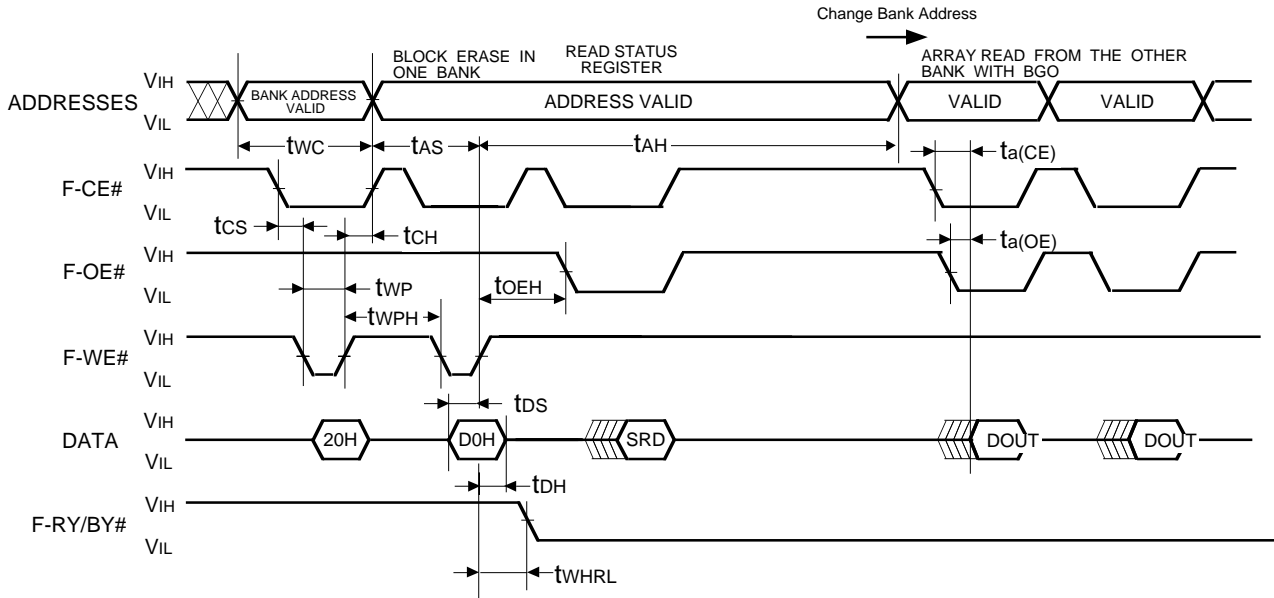 Change Bank Address
BLOCK ERASE IN
ONE BANK
READ STATUS
REGISTER
ARRAY READ FROM THE OTHER
BANK WITH BGO
ADDRESSES
VIH
VIL
BANK ADDRESS
VALID
ADDRESS VALID
VALID
VALID
tWC
tAS
tAH
ta(CE)
F-CE#
VIH
VIL
tCS
tCH
ta(OE)
F-OE#
VIH
VIL
tWP
tOEH
tWPH
F-WE#
VIH
VIL
tDS
DATA
VIH
VIL
20H
D0H
SRD
DOUT
DOUT
tDH
F-RY/BY#
VIH
VIL
tWHRL